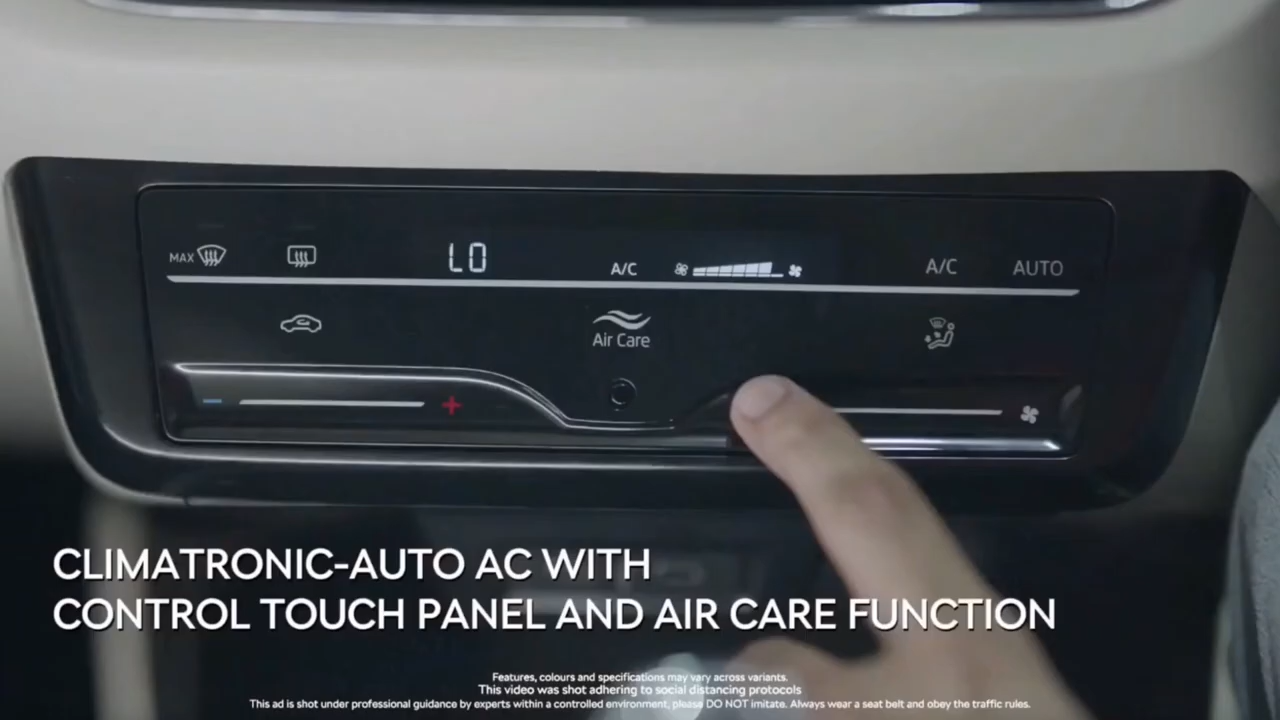 MAX
LO
A/C
A/C
AUTO
Air Care
CLIMATRONIC-AUTO AC WITH
CONTROL TOUCH PANEL AND AIR CARE FUNCTION
Features, colours and specifications may vary across variants.
This video was shot adhering to social distancing protocols
This ad is shot under professional guidance by experts within a controlled environment, please DO NOT imitate. Always wear a seat belt and obey the traffic rules.